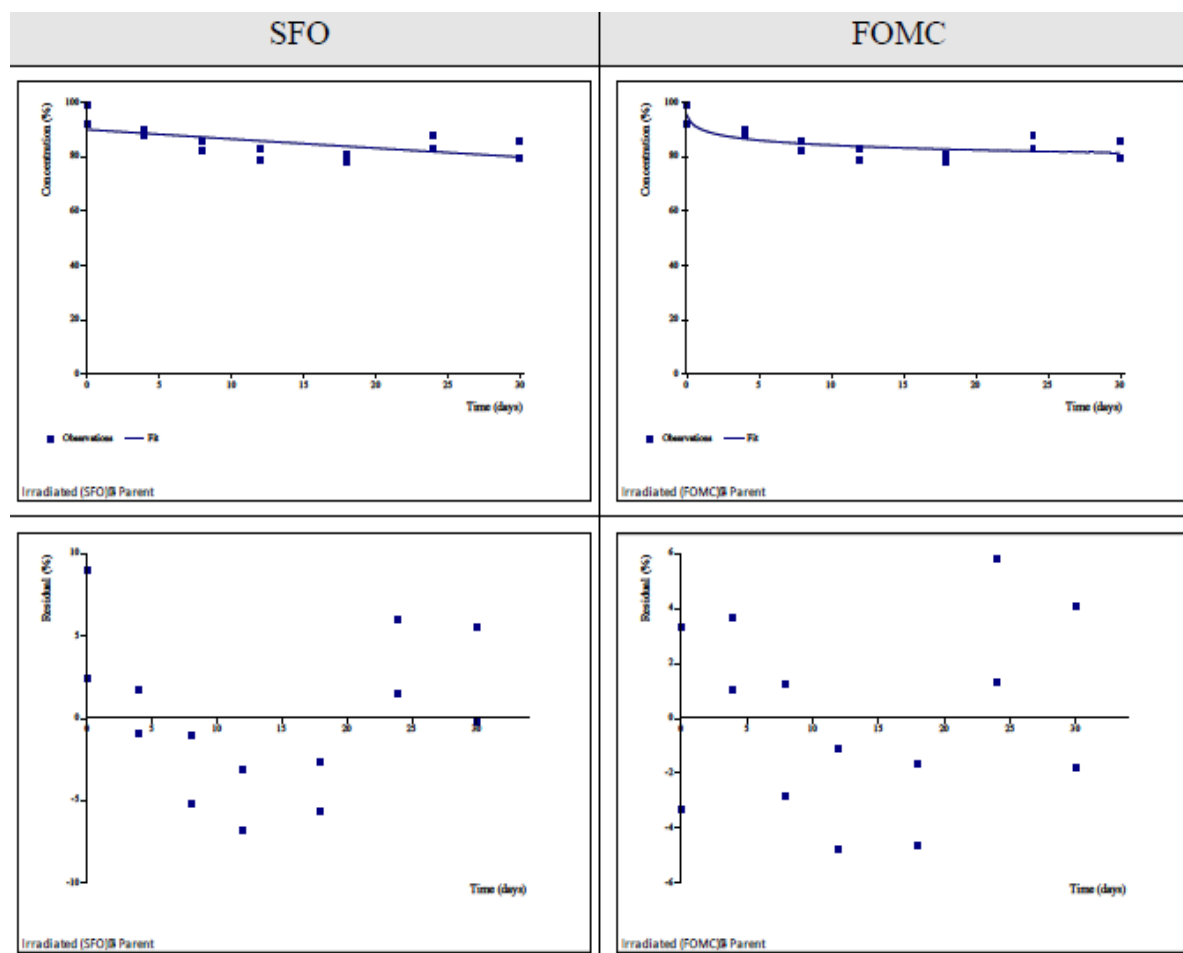 SFO
FOMC
Concentration (%)
100
80
60
40
20
0
0 5 10 15 20 25 30
Time (days)
Observations Fit
Irradiated (SFO) Parent
Concentration (%)
100
80
60
40
20
0
0 5 10 15 20 25 30
Time (days)
Observations Fit
Irradiated (FOMC) Parent
Residual (%)
10
5
0
-5
-10
0 5 10 15 20 25 30
Time (days)
Irradiated (SFO) Parent
Residual (%)
6
4
2
0
-2
-4
-6
0 5 10 15 20 25 30
Time (days)
Irradiated (FOMC) Parent